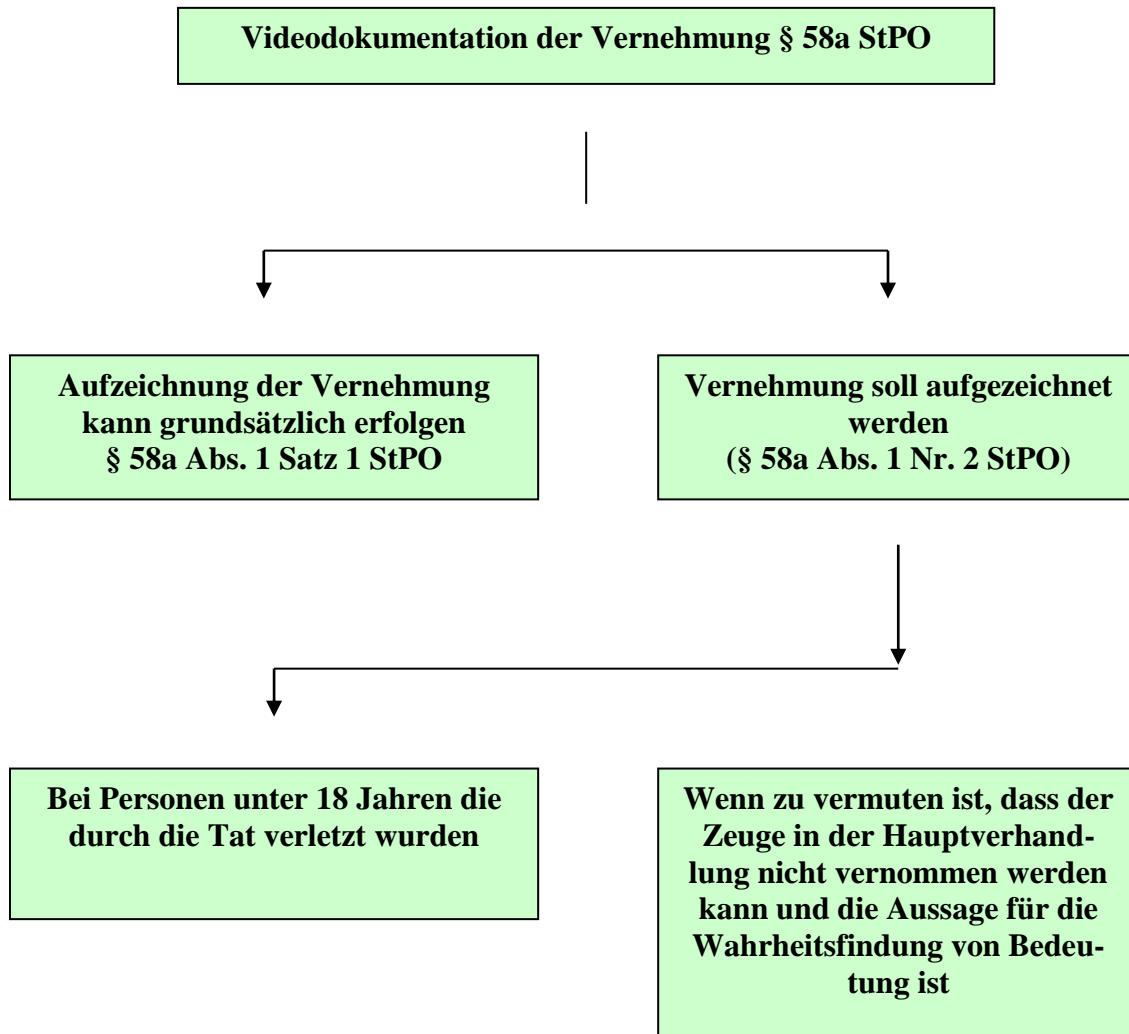 Videodokumentation der Vernehmung § 58a StPO
Aufzeichnung der Vernehmung
kann grundsätzlich erfolgen
§ 58a Abs. 1 Satz 1 StPO
Vernehmung soll aufgezeichnet
werden
(§ 58a Abs. 1 Nr. 2 StPO)
Bei Personen unter 18 Jahren die
durch die Tat verletzt wurden
Wenn zu vermuten ist, dass der
Zeuge in der Hauptverhand-
lung nicht vernommen werden
kann und die Aussage für die
Wahrheitsfindung von Bedeu-
tung ist